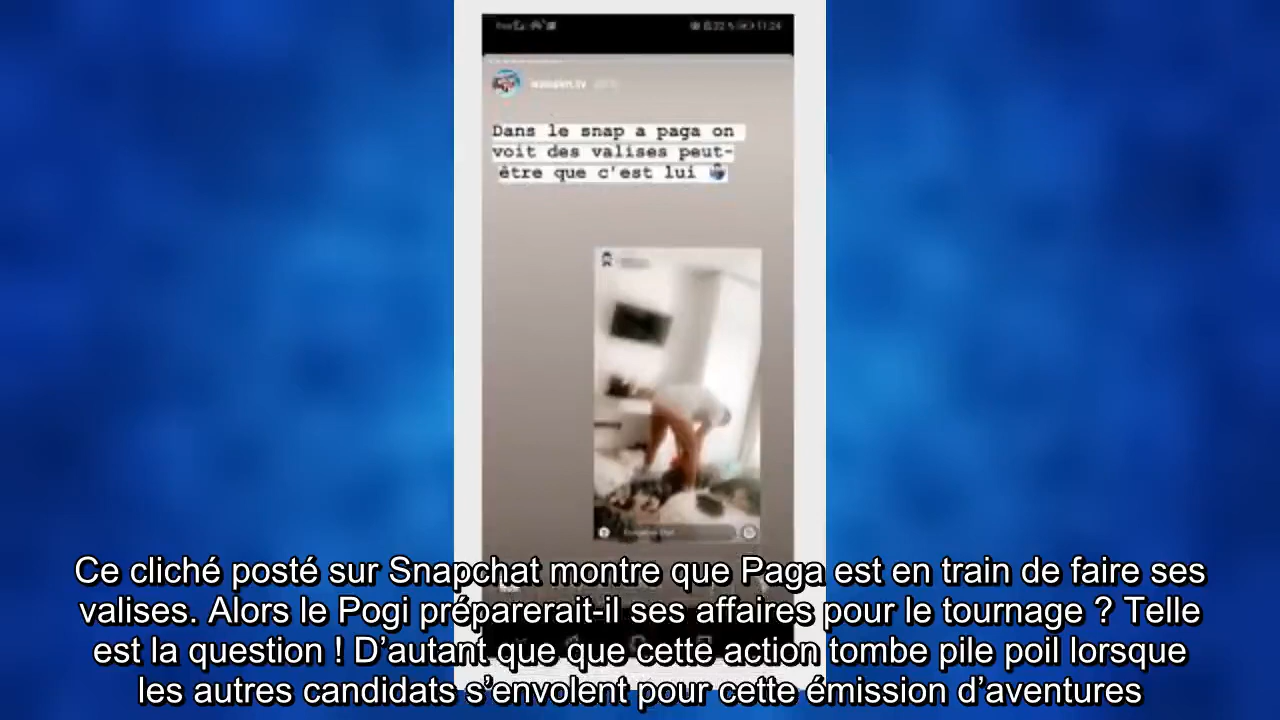 11:24
Dans le snap a paga on
voit des valises peut-
être que c'est lui
Ce cliché posté sur Snapchat montre que Paga est en train de faire ses
valises. Alors le Pogi préparerait-il ses affaires pour le tournage ? Telle
est la question ! D’autant que que cette action tombe pile poil lorsque
les autres candidats s’envolent pour cette émission d’aventures